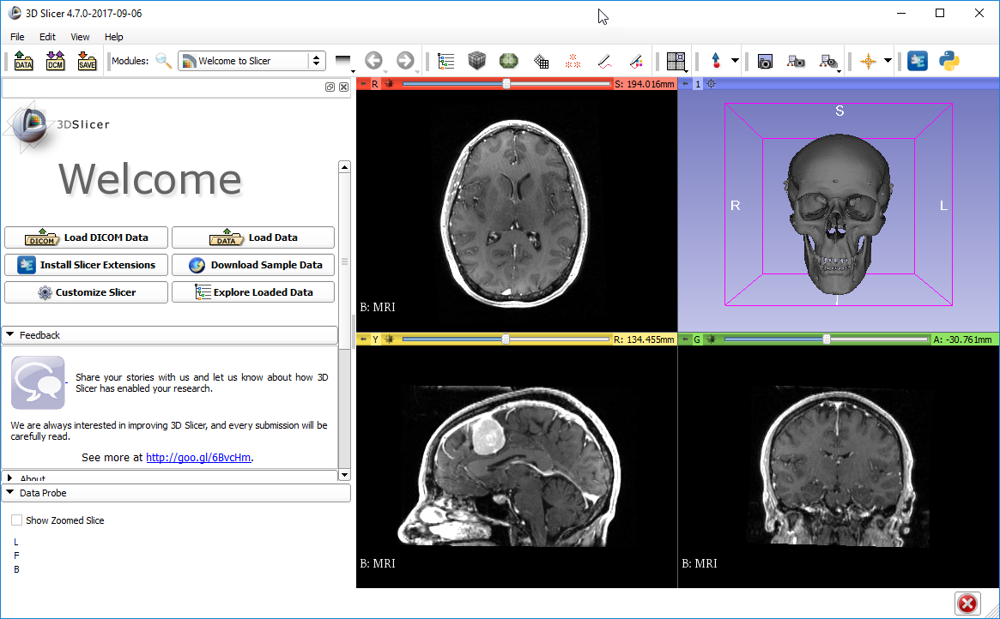 3D Slicer 4.7.0-2017-09-06
File Edit View Help
DATA DCM SAVE Modules: Welcome to Slicer
R S: 194.016mm
1
3DSlicer
Welcome
DICOM Load DICOM Data
DATA Load Data
Install Slicer Extensions
Download Sample Data
Customize Slicer
Explore Loaded Data
Feedback
Share your stories with us and let us know about how 3D
Slicer has enabled your research.
We are always interested in improving 3D Slicer, and every submission will be
carefully read.
See more at http://goo.gl/6BvcHm.
About
Data Probe
Show Zoomed Slice
L
F
B
B: MRI
S
R
L
Y R: 134.455mm
G A: -30.761mm
B: MRI
B: MRI